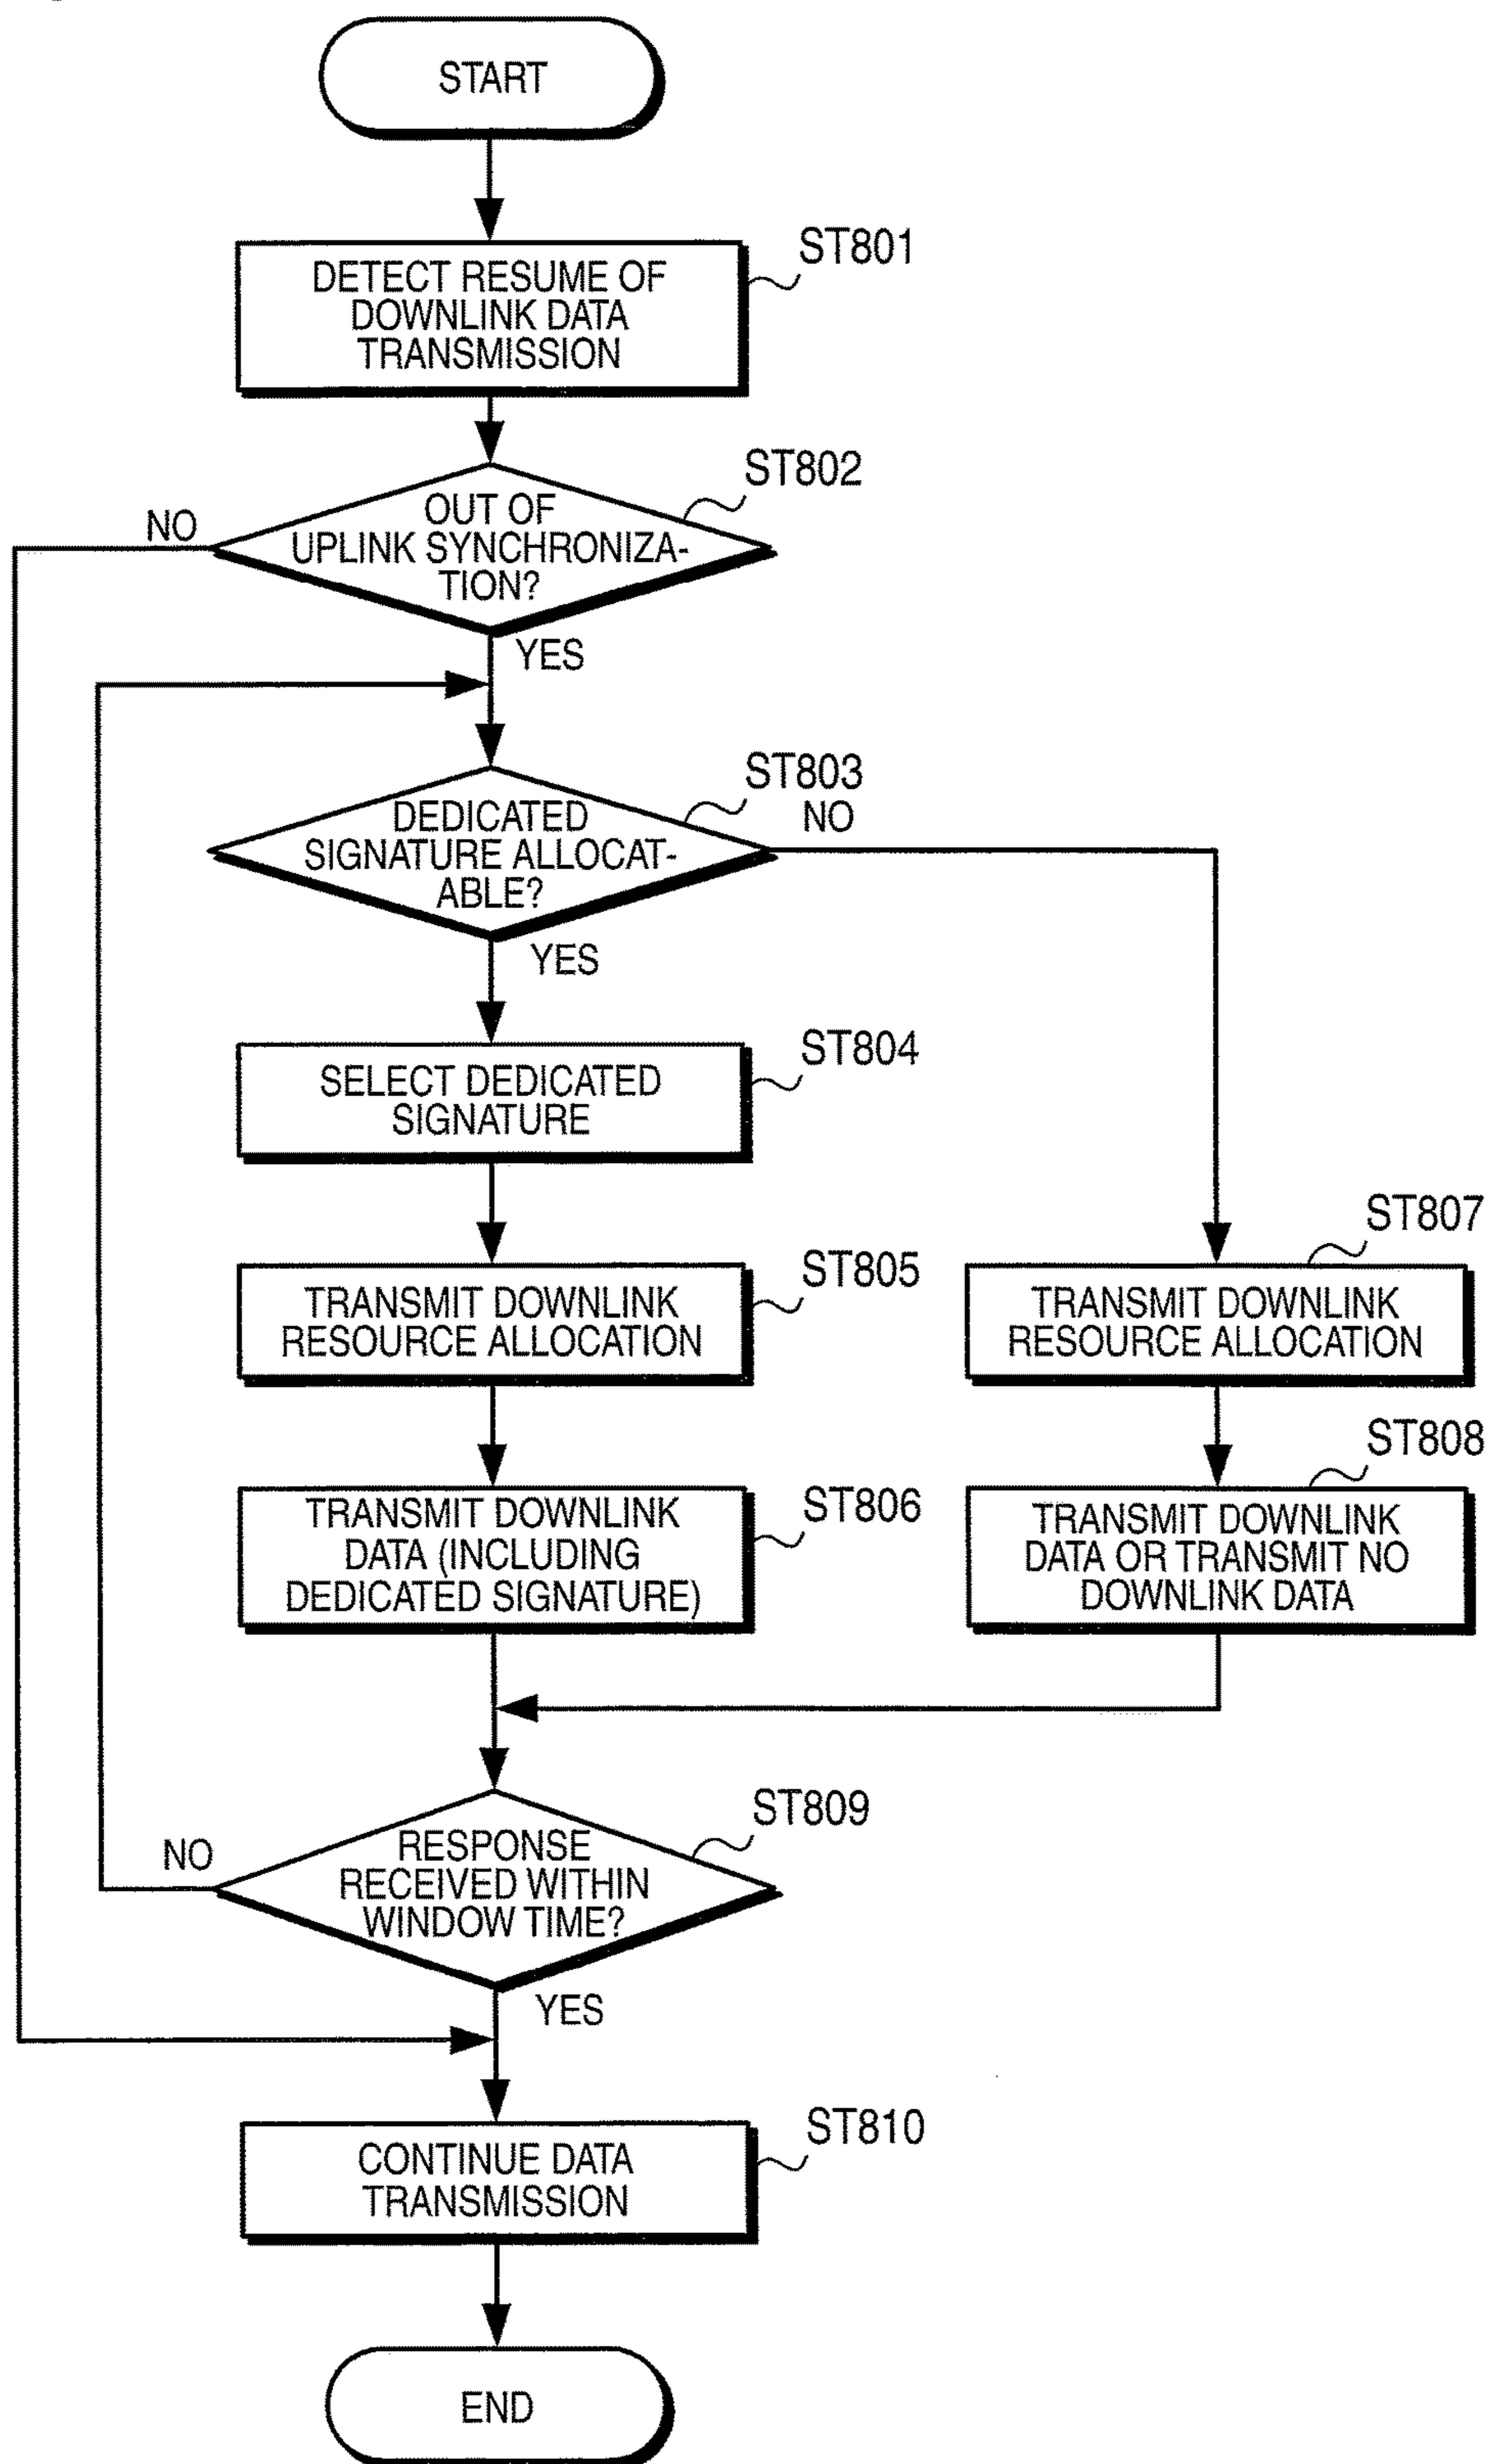 START
ST801
DETECT RESUME OF
DOWNLINK DATA
TRANSMISSION
ST802
OUT OF
UPLINK SYNCHRONIZA-
TION?
NO
YES
ST803
DEDICATED
SIGNATURE ALLOCAT-
ABLE?
NO
YES
ST804
SELECT DEDICATED
SIGNATURE
ST805
TRANSMIT DOWNLINK
RESOURCE ALLOCATION
ST807
TRANSMIT DOWNLINK
RESOURCE ALLOCATION
ST806
TRANSMIT DOWNLINK
DATA (INCLUDING
DEDICATED SIGNATURE)
ST808
TRANSMIT DOWNLINK
DATA OR TRANSMIT NO
DOWNLINK DATA
ST809
RESPONSE
RECEIVED WITHIN
WINDOW TIME?
NO
YES
ST810
CONTINUE DATA
TRANSMISSION
END